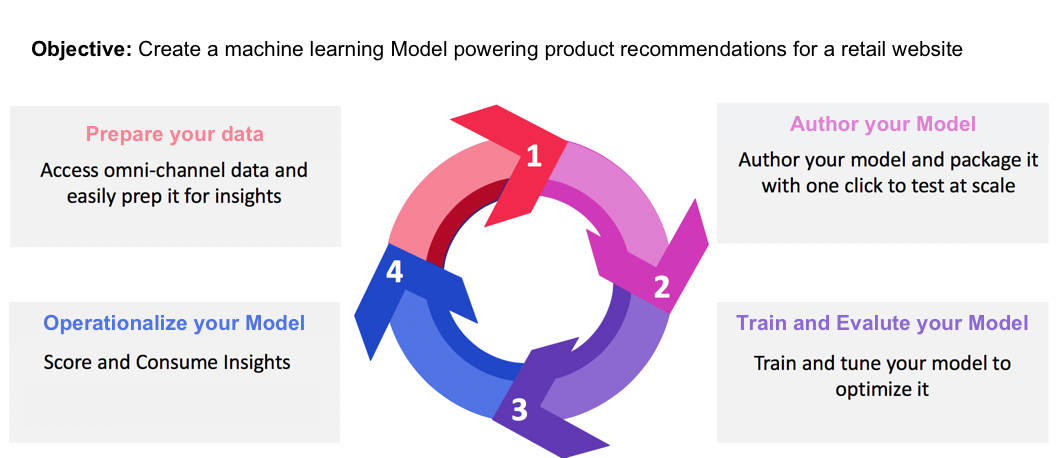 Objective: Create a machine learning Model powering product recommendations for a retail website
Prepare your data
Access omni-channel data and
easily prep it for insights
Author your Model
Author your model and package it
with one click to test at scale
1
2
3
4
Operationalize your Model
Score and Consume Insights
Train and Evalute your Model
Train and tune your model to
optimize it